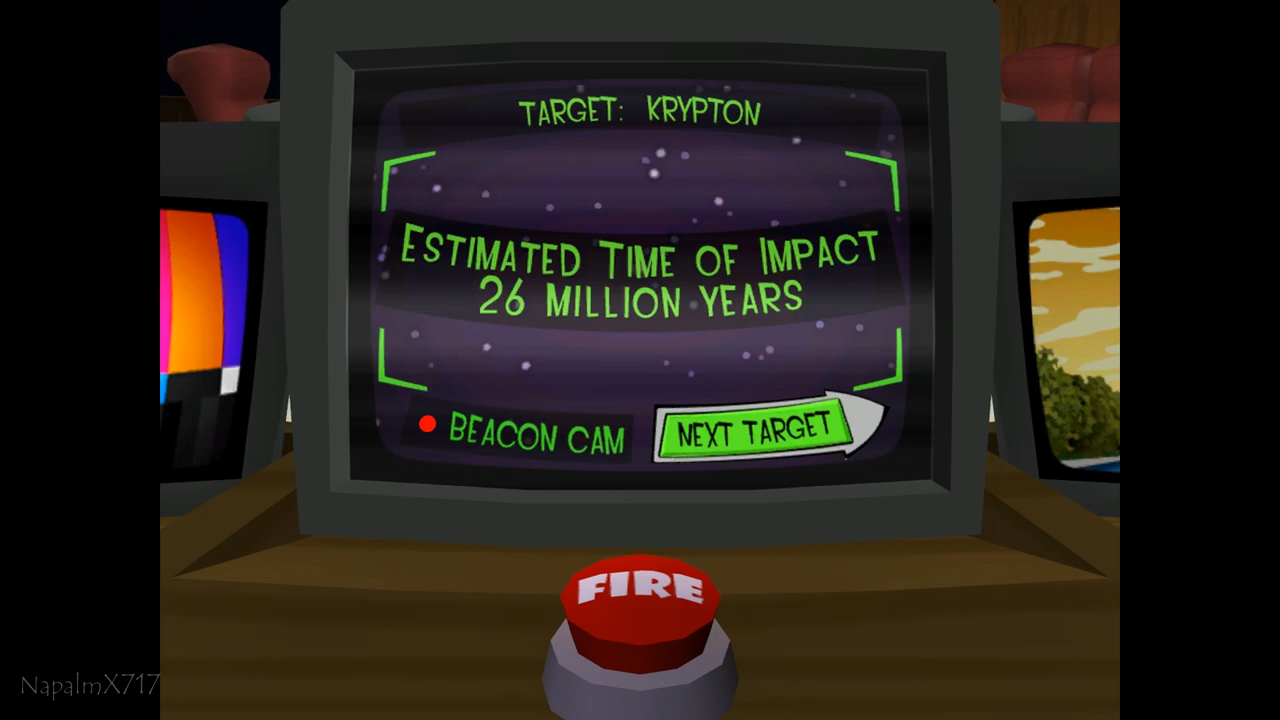 TARGET: KRYPTON
ESTIMATED TIME OF IMPACT
26 MILLION YEARS
BEACON CAM
NEXT TARGET
FIRE
NapalmX717